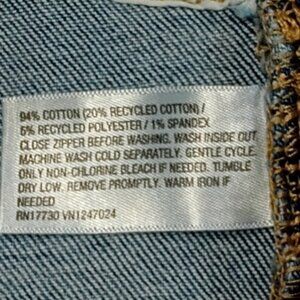 94% COTTON (20% RECYCLED COTTON) /
5% RECYCLED POLYESTER / 1% SPANDEX
CLOSE ZIPPER BEFORE WASHING. WASH INSIDE OUT.
MACHINE WASH COLD SEPARATELY. GENTLE CYCLE.
ONLY NON-CHLORINE BLEACH IF NEEDED. TUMBLE
DRY LOW. REMOVE PROMPTLY. WARM IRON IF
NEEDED
RN17730 VN1247024